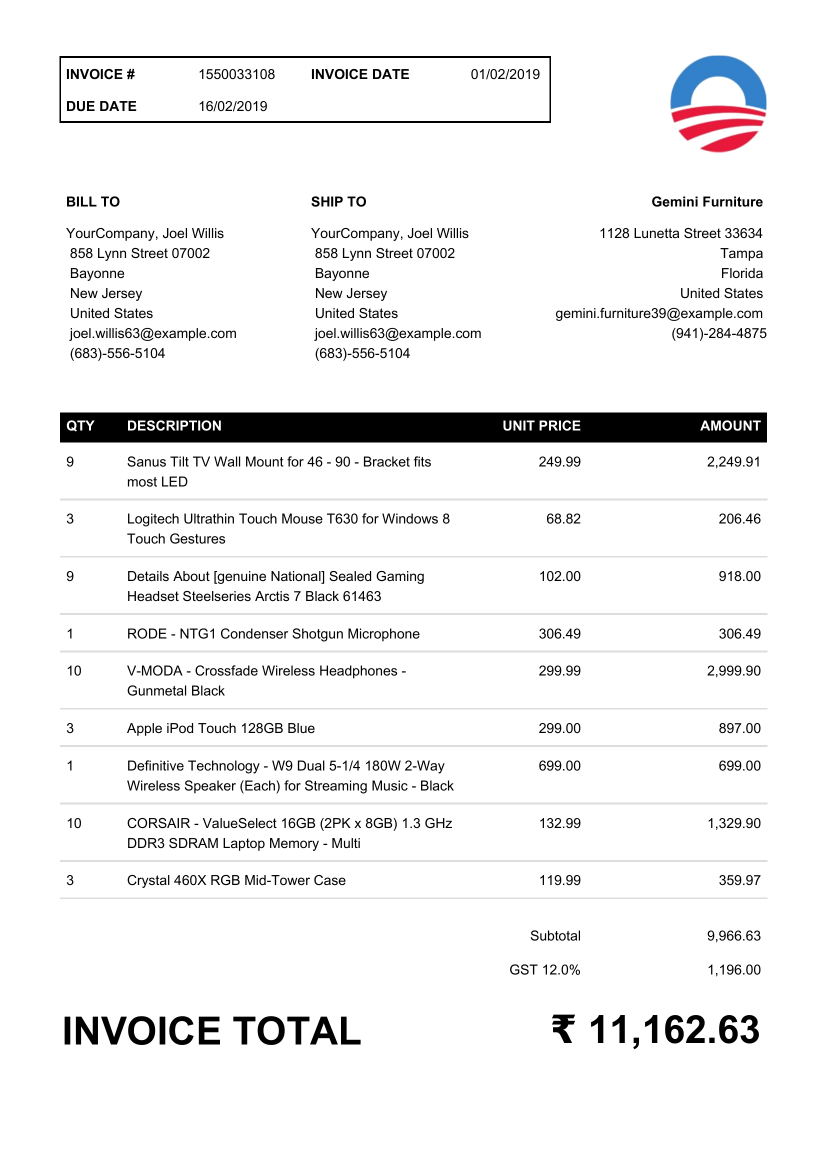 INVOICE # 1550033108 INVOICE DATE 01/02/2019
DUE DATE 16/02/2019
BILL TO SHIP TO Gemini Furniture
YourCompany, Joel Willis YourCompany, Joel Willis 1128 Lunetta Street 33634
858 Lynn Street 07002 858 Lynn Street 07002 Tampa
Bayonne Bayonne Florida
New Jersey New Jersey United States
United States United States gemini.furniture39@example.com
joel.willis63@example.com joel.willis63@example.com (941)-284-4875
(683)-556-5104 (683)-556-5104
QTY DESCRIPTION UNIT PRICE AMOUNT
9 Sanus Tilt TV Wall Mount for 46 - 90 - Bracket fits 249.99 2,249.91
most LED
3 Logitech Ultrathin Touch Mouse T630 for Windows 8 68.82 206.46
Touch Gestures
9 Details About [genuine National] Sealed Gaming 102.00 918.00
Headset Steelseries Arctis 7 Black 61463
1 RODE - NTG1 Condenser Shotgun Microphone 306.49 306.49
10 V-MODA - Crossfade Wireless Headphones - 299.99 2,999.90
Gunmetal Black
3 Apple iPod Touch 128GB Blue 299.00 897.00
1 Definitive Technology - W9 Dual 5-1/4 180W 2-Way 699.00 699.00
Wireless Speaker (Each) for Streaming Music - Black
10 CORSAIR - ValueSelect 16GB (2PK x 8GB) 1.3 GHz 132.99 1,329.90
DDR3 SDRAM Laptop Memory - Multi
3 Crystal 460X RGB Mid-Tower Case 119.99 359.97
Subtotal 9,966.63
GST 12.0% 1,196.00
INVOICE TOTAL ₹ 11,162.63